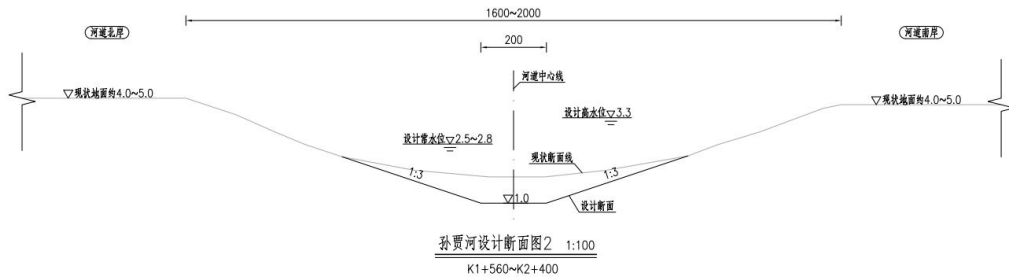 1600~2000
河道北岸
200
河道南岸
河道中心线
现状地面约4.0~5.0
设计高水位 3.3
现状地面约4.0~5.0
设计常水位 2.5~2.8
现状断面线
1:3
1:3
1.0
设计断面
孙贾河设计断面图2 1:100
K1+560~K2+400